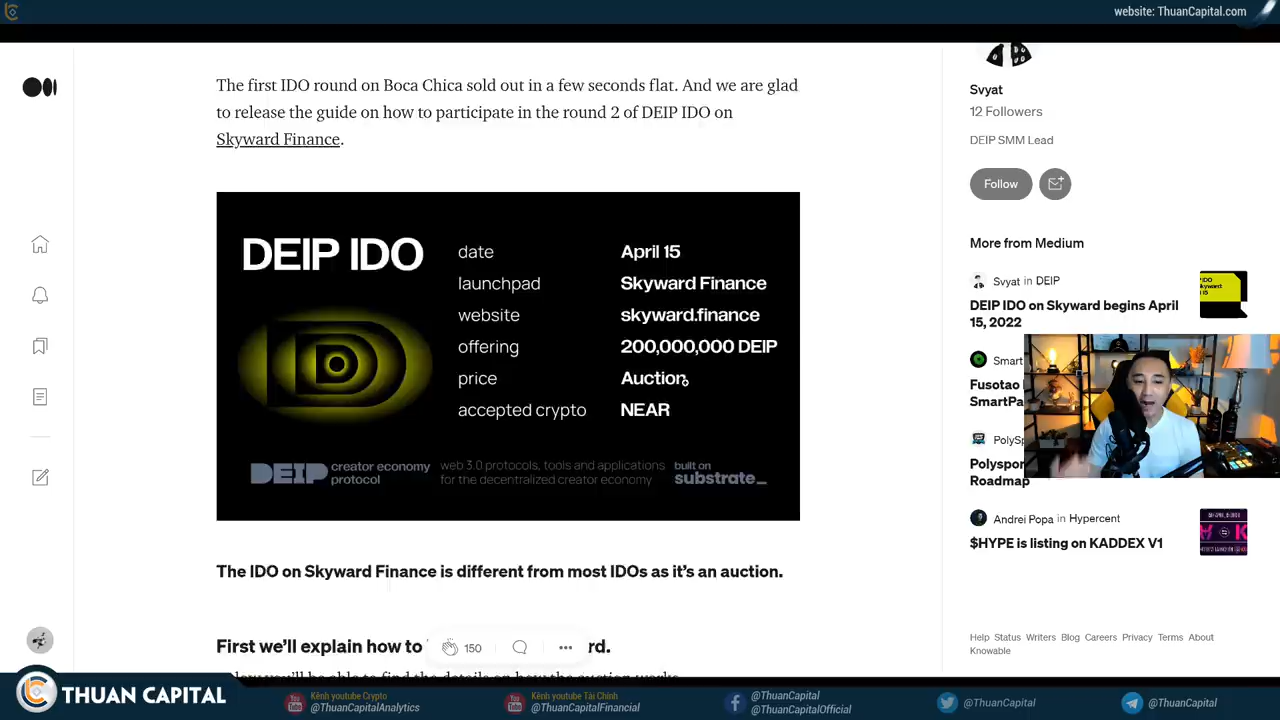 website: ThuanCapital.com
The first IDO round on Boca Chica sold out in a few seconds flat. And we are glad
to release the guide on how to participate in the round 2 of DEIP IDO on
Skyward Finance.
DEIP IDO
date April 15
launchpad Skyward Finance
website skyward.finance
offering 200,000,000 DEIP
price Auction
accepted crypto NEAR
DEIP creator economy
protocol
web 3.0 protocols, tools and applications
for the decentralized creator economy
built on
substrate_
The IDO on Skyward Finance is different from most IDOs as it's an auction.
First we'll explain how to
rd.
150
Svyat
12 Followers
DEIP SMM Lead
Follow
More from Medium
Svyat in DEIP
DEIP IDO on Skyward begins April
15, 2022
Smart
Fusotao
SmartPa
PolySp
Polyspor
Roadmap
Andrei Popa in Hypercent
$HYPE is listing on KADDEX V1
Help Status Writers Blog Careers Privacy Terms About
Knowable
THUAN CAPITAL
Kênh youtube Crypto
@ThuanCapitalAnalytics
Kênh youtube Tài Chính
@ThuanCapitalFinancial
@ThuanCapital
@ThuanCapitalOfficial
@ThuanCapital
@ThuanCapital